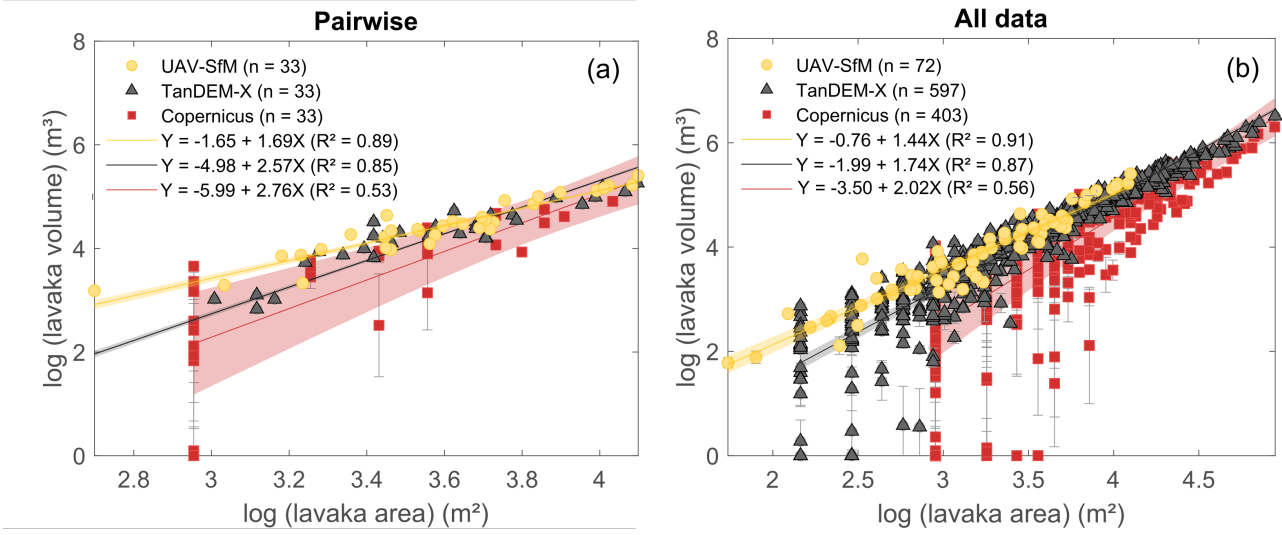 Pairwise
(a)
UAV-SfM (n = 33)
TanDEM-X (n = 33)
Copernicus (n = 33)
Y = -1.65 + 1.69X (R² = 0.89)
Y = -4.98 + 2.57X (R² = 0.85)
Y = -5.99 + 2.76X (R² = 0.53)
log (lavaka volume) (m³)
8
6
4
2
0
2.8 3 3.2 3.4 3.6 3.8 4
log (lavaka area) (m²)
All data
(b)
UAV-SfM (n = 72)
TanDEM-X (n = 597)
Copernicus (n = 403)
Y = -0.76 + 1.44X (R² = 0.91)
Y = -1.99 + 1.74X (R² = 0.87)
Y = -3.50 + 2.02X (R² = 0.56)
log (lavaka volume) (m³)
8
6
4
2
0
2 2.5 3 3.5 4 4.5
log (lavaka area) (m²)